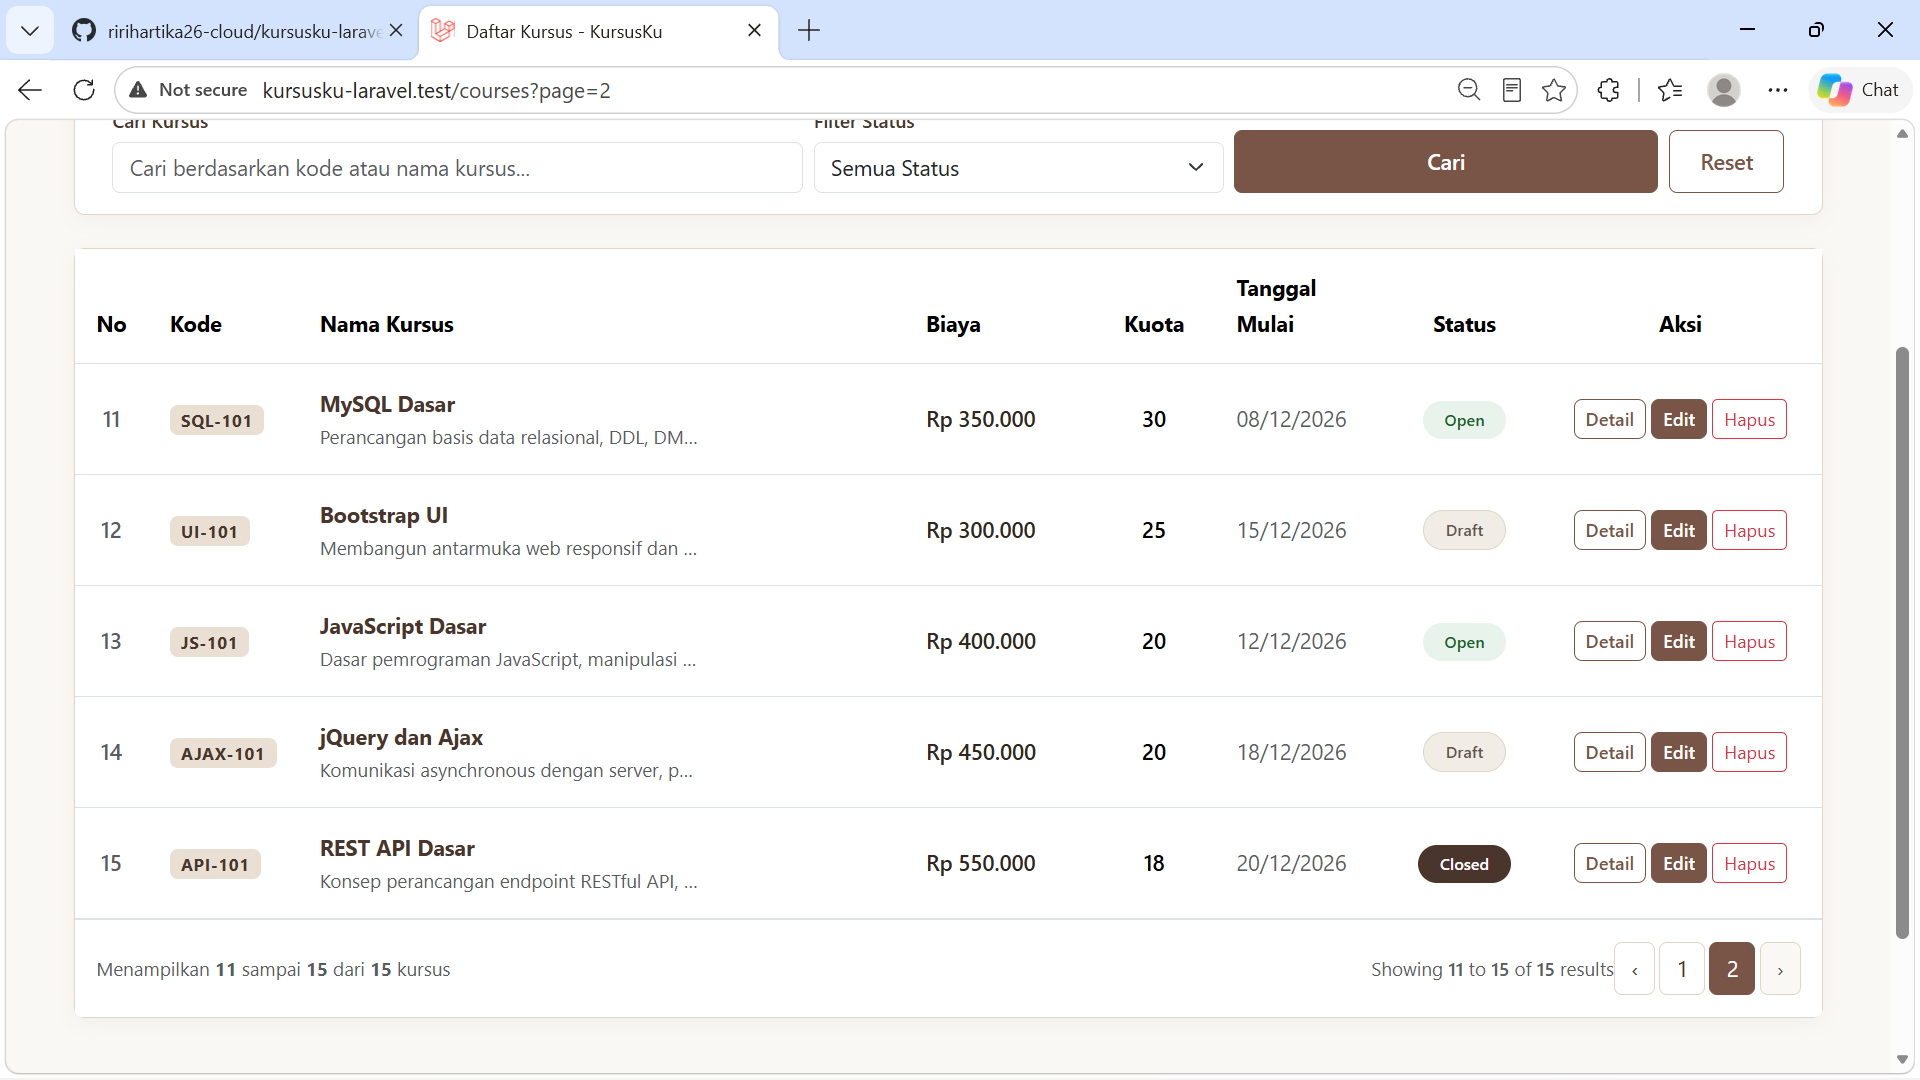 ririhartika26-cloud/kursusku-larave
Daftar Kursus - KursusKu
Not secure kursusku-laravel.test/courses?page=2
Chat
Cari Kursus
Filter Status
Cari berdasarkan kode atau nama kursus...
Semua Status
Cari
Reset
No Kode Nama Kursus Biaya Kuota Tanggal Mulai Status Aksi
11 SQL-101 MySQL Dasar Rp 350.000 30 08/12/2026 Open Detail Edit Hapus
Perancangan basis data relasional, DDL, DM...
12 UI-101 Bootstrap UI Rp 300.000 25 15/12/2026 Draft Detail Edit Hapus
Membangun antarmuka web responsif dan ...
13 JS-101 JavaScript Dasar Rp 400.000 20 12/12/2026 Open Detail Edit Hapus
Dasar pemrograman JavaScript, manipulasi ...
14 AJAX-101 jQuery dan Ajax Rp 450.000 20 18/12/2026 Draft Detail Edit Hapus
Komunikasi asynchronous dengan server, p...
15 API-101 REST API Dasar Rp 550.000 18 20/12/2026 Closed Detail Edit Hapus
Konsep perancangan endpoint RESTful API, ...
Menampilkan 11 sampai 15 dari 15 kursus
Showing 11 to 15 of 15 results ‹ 1 2 ›